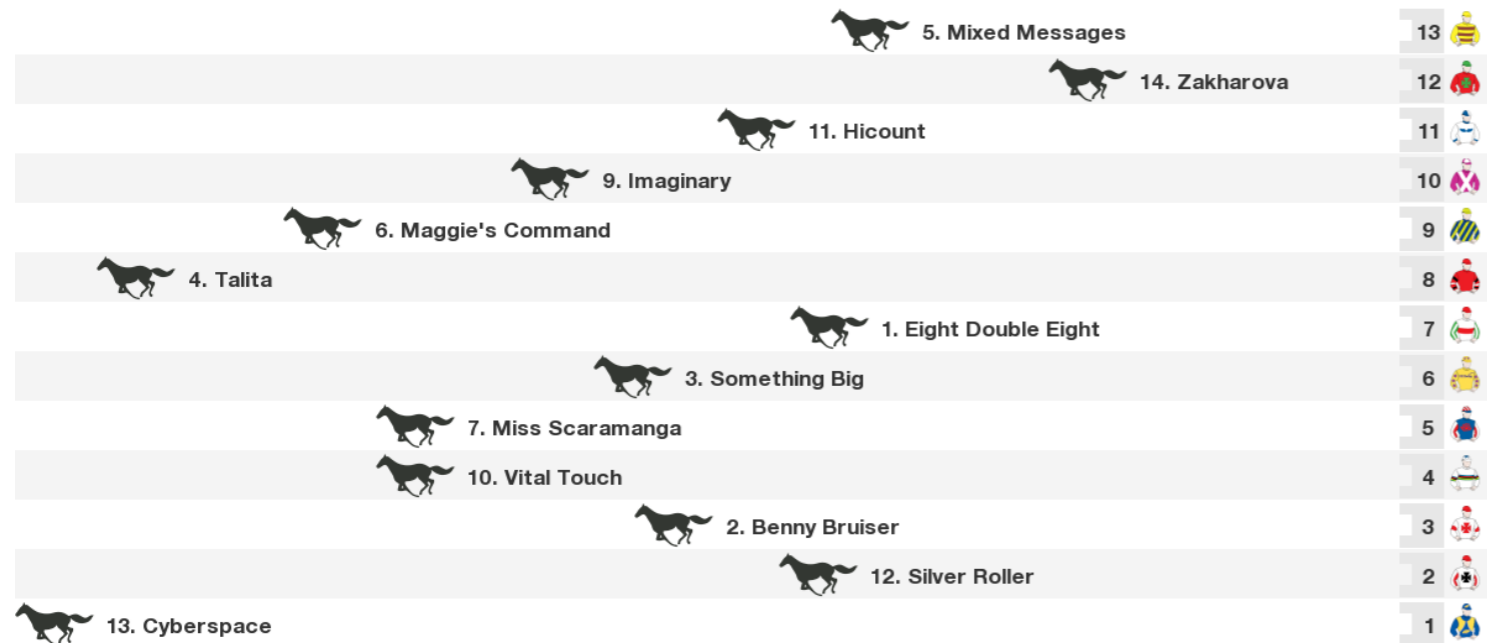 5. Mixed Messages 13
14. Zakharova 12
11. Hicount 11
9. Imaginary 10
6. Maggie's Command 9
4. Talita 8
1. Eight Double Eight 7
3. Something Big 6
7. Miss Scaramanga 5
10. Vital Touch 4
2. Benny Bruiser 3
12. Silver Roller 2
13. Cyberspace 1